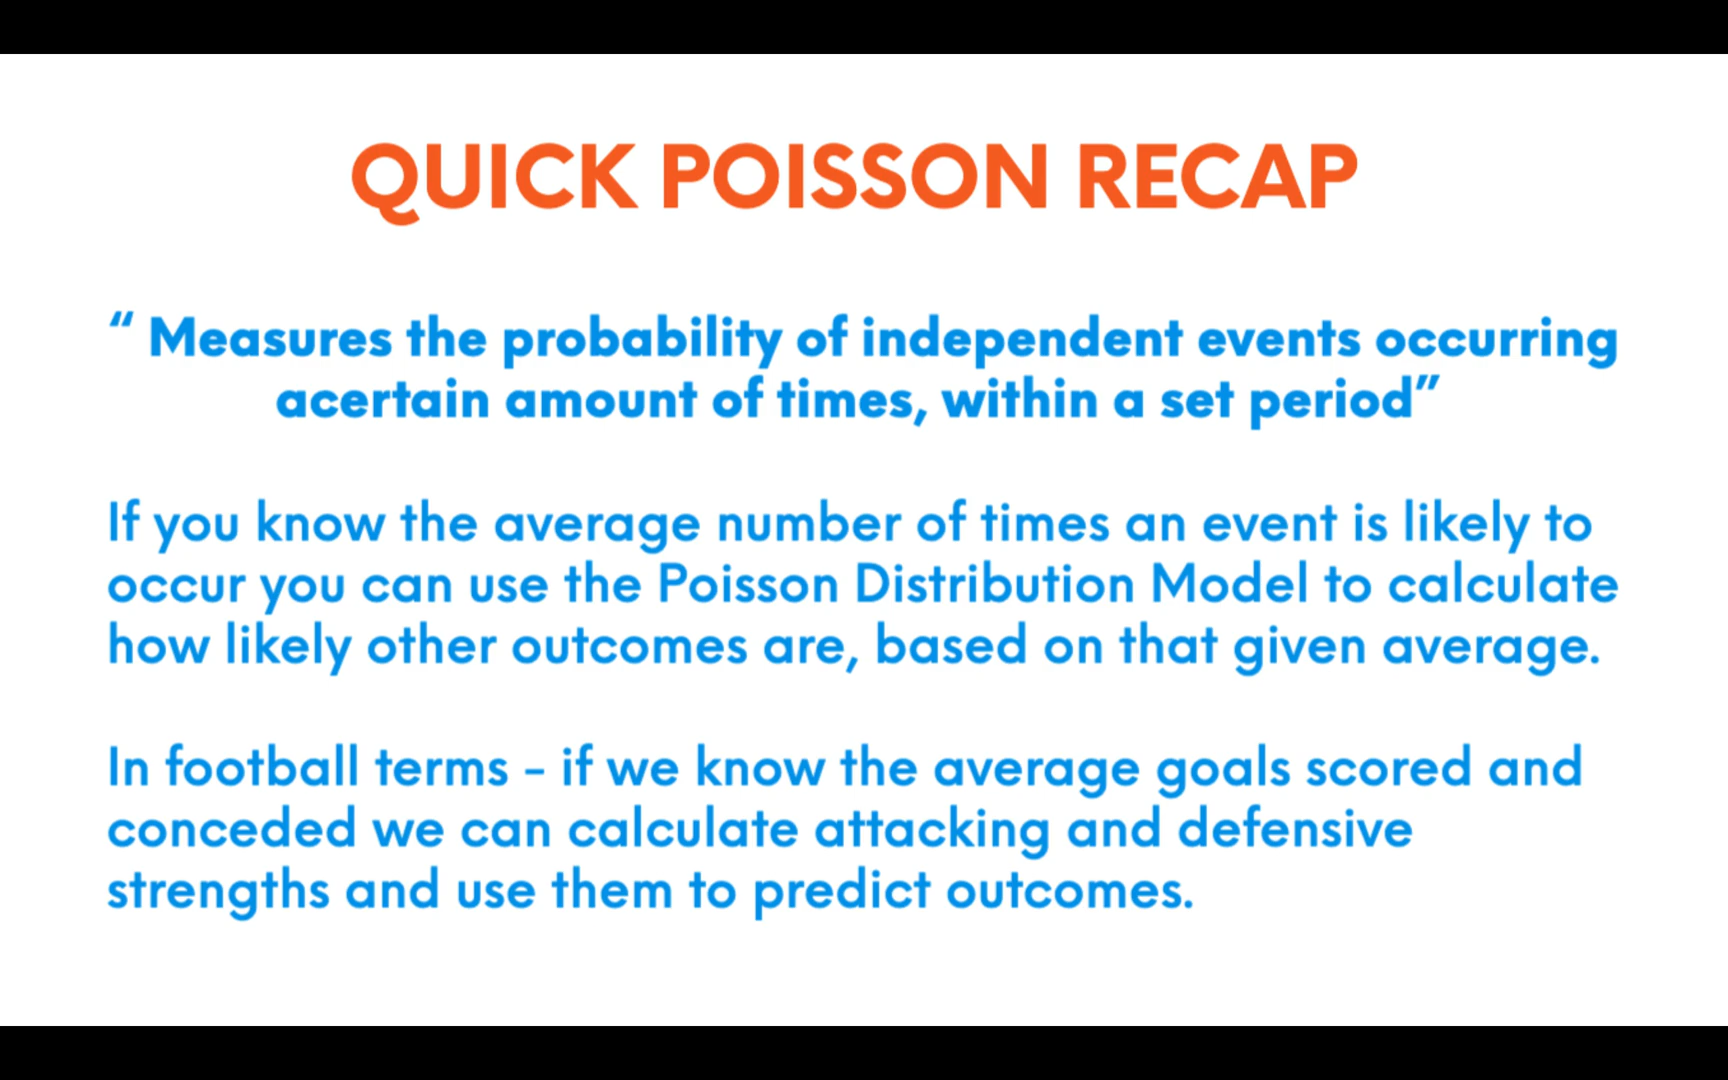 QUICK POISSON RECAP
“ Measures the probability of independent events occurring
acertain amount of times, within a set period”
If you know the average number of times an event is likely to
occur you can use the Poisson Distribution Model to calculate
how likely other outcomes are, based on that given average.
In football terms - if we know the average goals scored and
conceded we can calculate attacking and defensive
strengths and use them to predict outcomes.